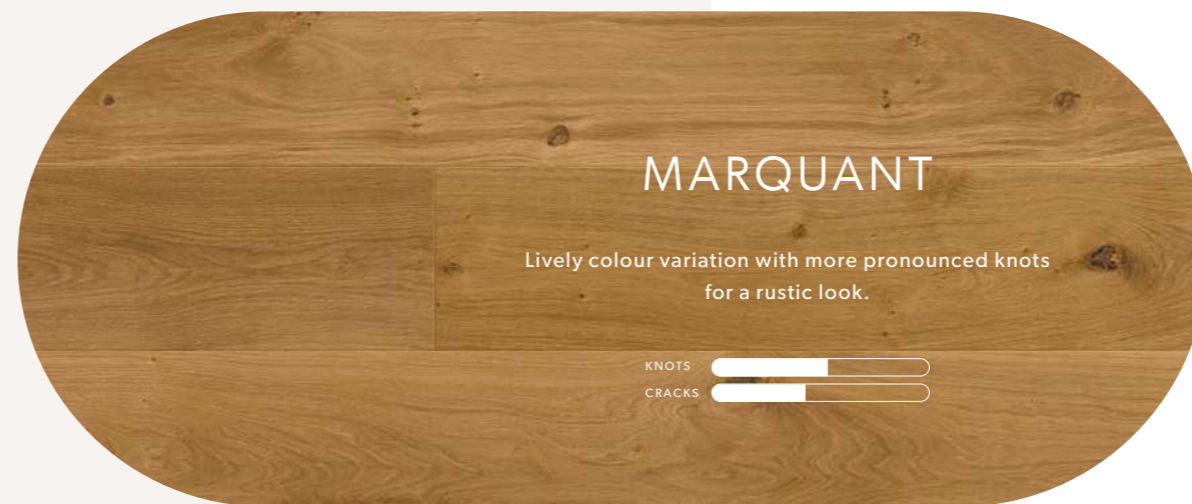 MARQUANT
Lively colour variation with more pronounced knots
for a rustic look.
KNOTS
CRACKS